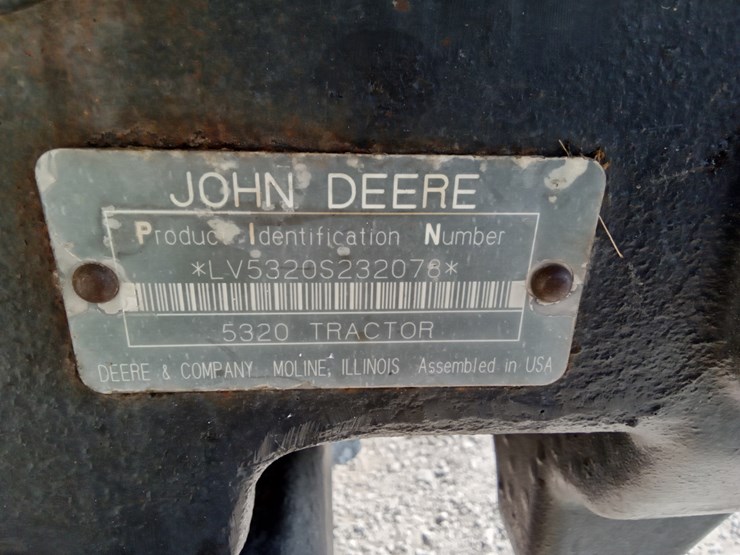 JOHN DEERE
Product Identification Number
*LV5320S232078*
5320 TRACTOR
DEERE & COMPANY MOLINE, ILLINOIS Assembled in USA